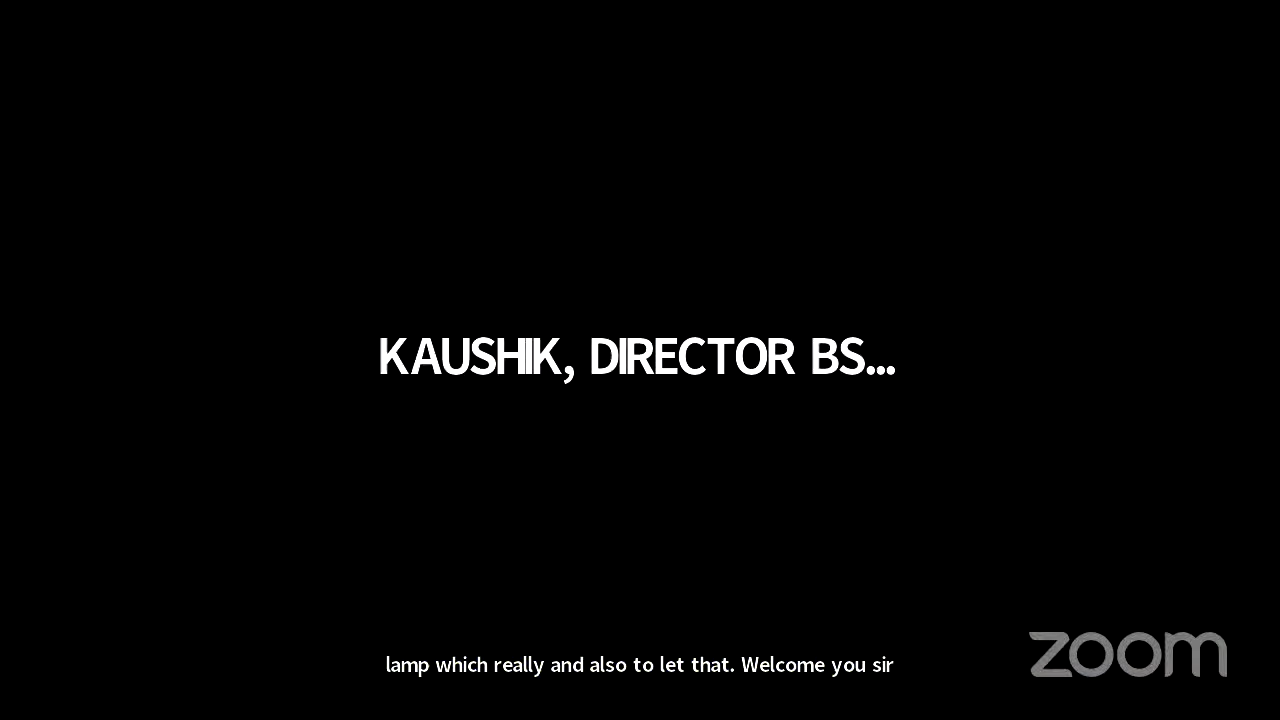 KAUSHIK, DIRECTOR BS...
lamp which really and also to let that. Welcome you sir
zoom